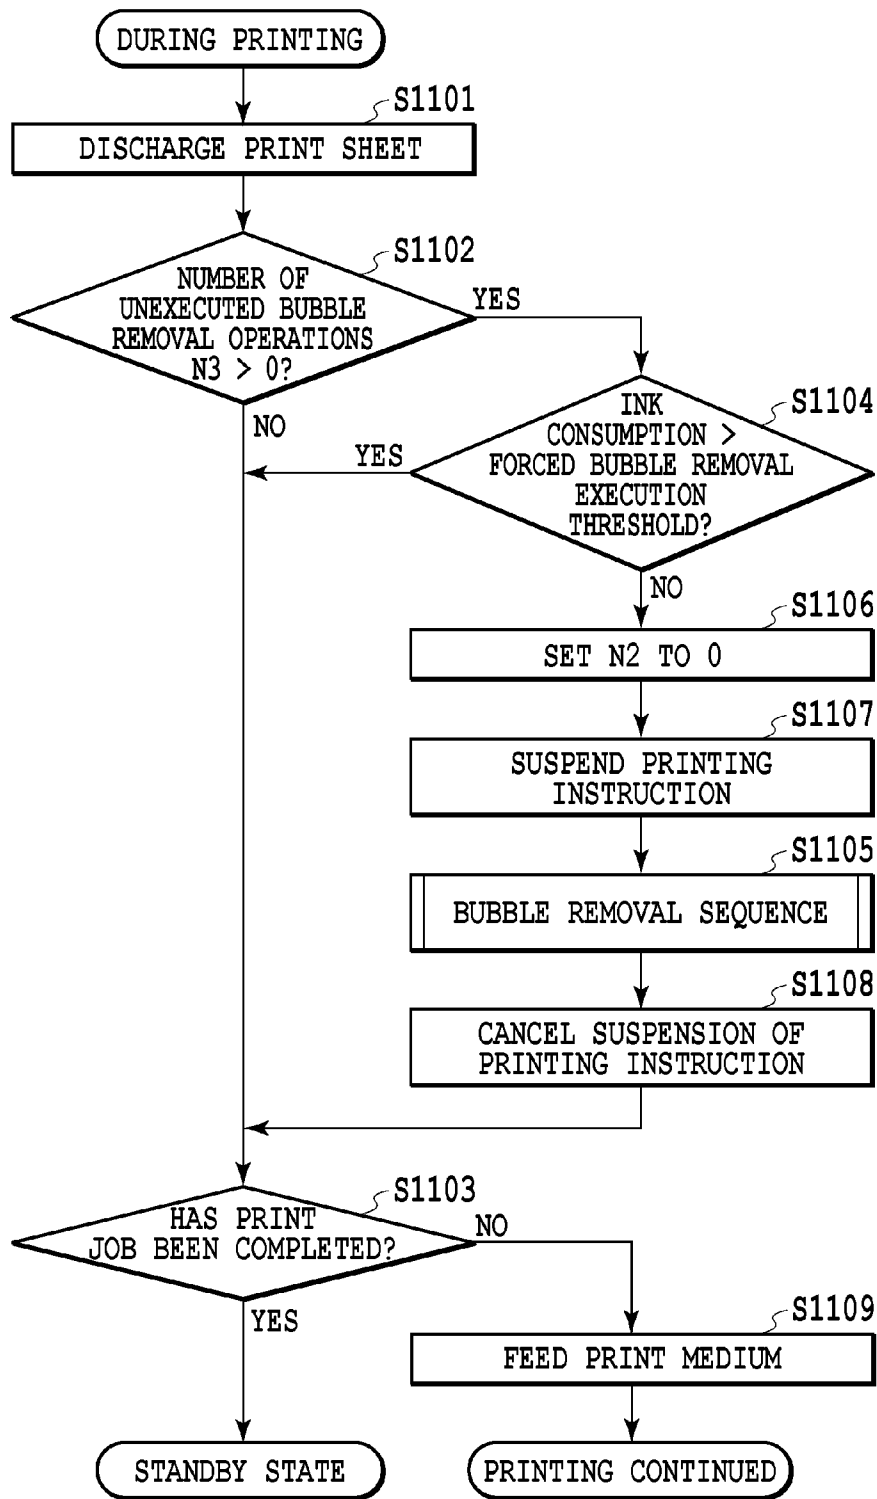 DURING PRINTING
S1101
DISCHARGE PRINT SHEET
S1102
NUMBER OF
UNEXECUTED BUBBLE
REMOVAL OPERATIONS
N3 > 0?
YES
NO
S1104
INK
CONSUMPTION >
FORCED BUBBLE REMOVAL
EXECUTION
THRESHOLD?
YES
NO
S1106
SET N2 TO 0
S1107
SUSPEND PRINTING
INSTRUCTION
S1105
BUBBLE REMOVAL SEQUENCE
S1108
CANCEL SUSPENSION OF
PRINTING INSTRUCTION
S1103
HAS PRINT
JOB BEEN COMPLETED?
NO
YES
S1109
FEED PRINT MEDIUM
STANDBY STATE
PRINTING CONTINUED